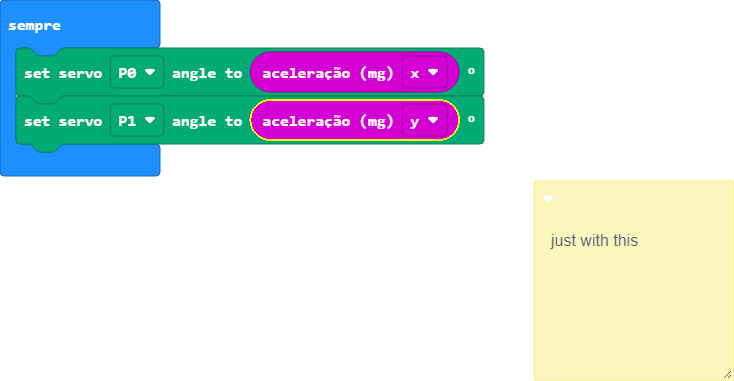 sempre
set servo P0 angle to aceleração (mg) x °
set servo P1 angle to aceleração (mg) y °
just with this